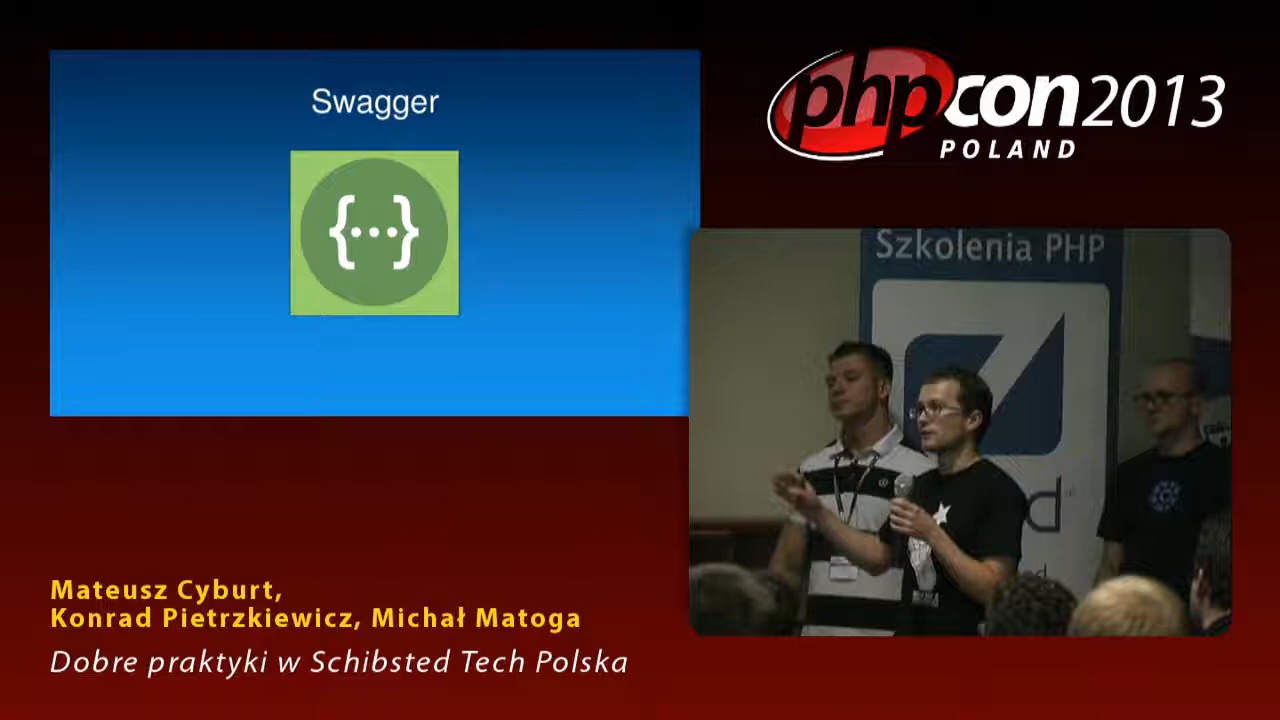 Swagger
{···}
phpcon2013
POLAND
Szkolenia PHP
d
d
Mateusz Cyburt,
Konrad Pietrzkiewicz, Michał Matoga
Dobre praktyki w Schibsted Tech Polska